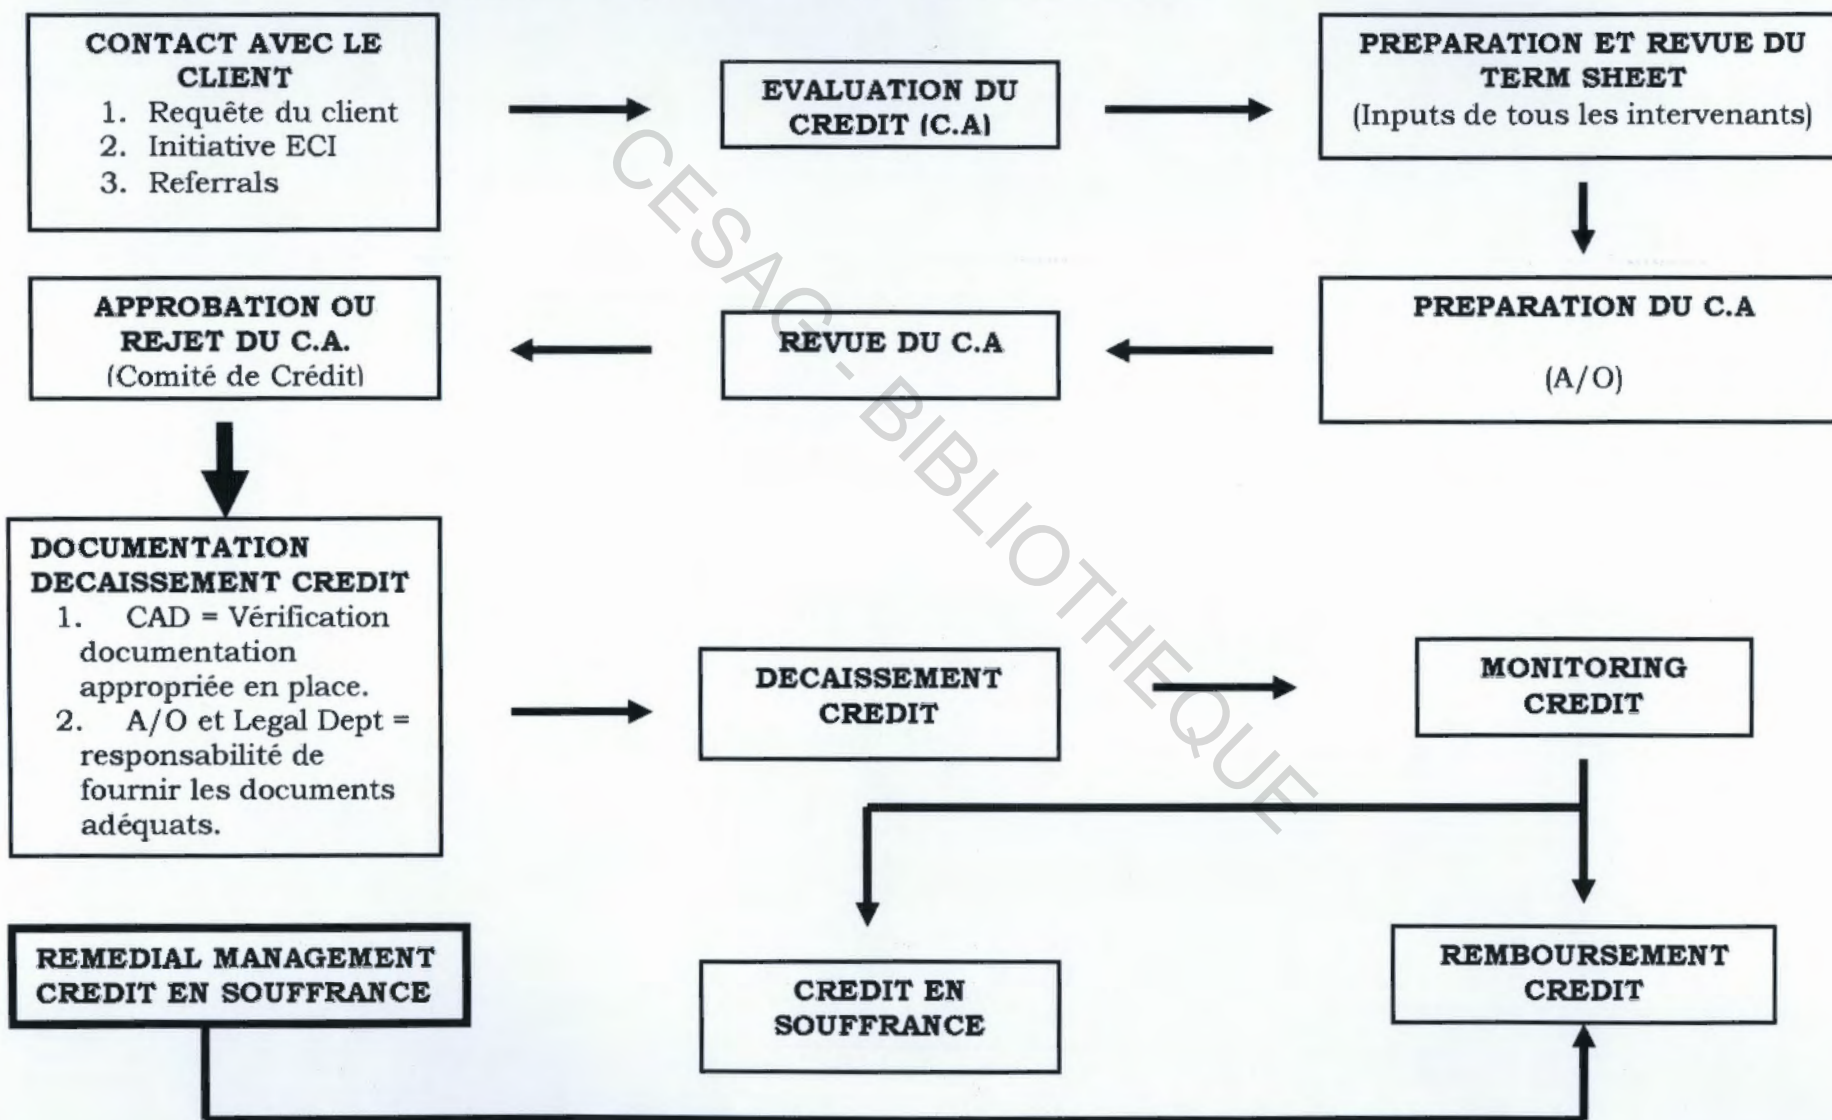 CONTACT AVEC LE
CLIENT
1. Requête du client
2. Initiative ECI
3. Referrals
EVALUATION DU
CREDIT (C.A)
PREPARATION ET REVUE DU
TERM SHEET
(Inputs de tous les intervenants)
PREPARATION DU C.A
(A/O)
REVUE DU C.A
APPROBATION OU
REJET DU C.A.
(Comité de Crédit)
DOCUMENTATION
DECAISSEMENT CREDIT
1. CAD = Vérification
documentation
appropriée en place.
2. A/O et Legal Dept =
responsabilité de
fournir les documents
adéquats.
DECAISSEMENT
CREDIT
MONITORING
CREDIT
REMEDIAL MANAGEMENT
CREDIT EN SOUFFRANCE
CREDIT EN
SOUFFRANCE
REMBOURSEMENT
CREDIT
CESAG - BIBLIOTHEQUE